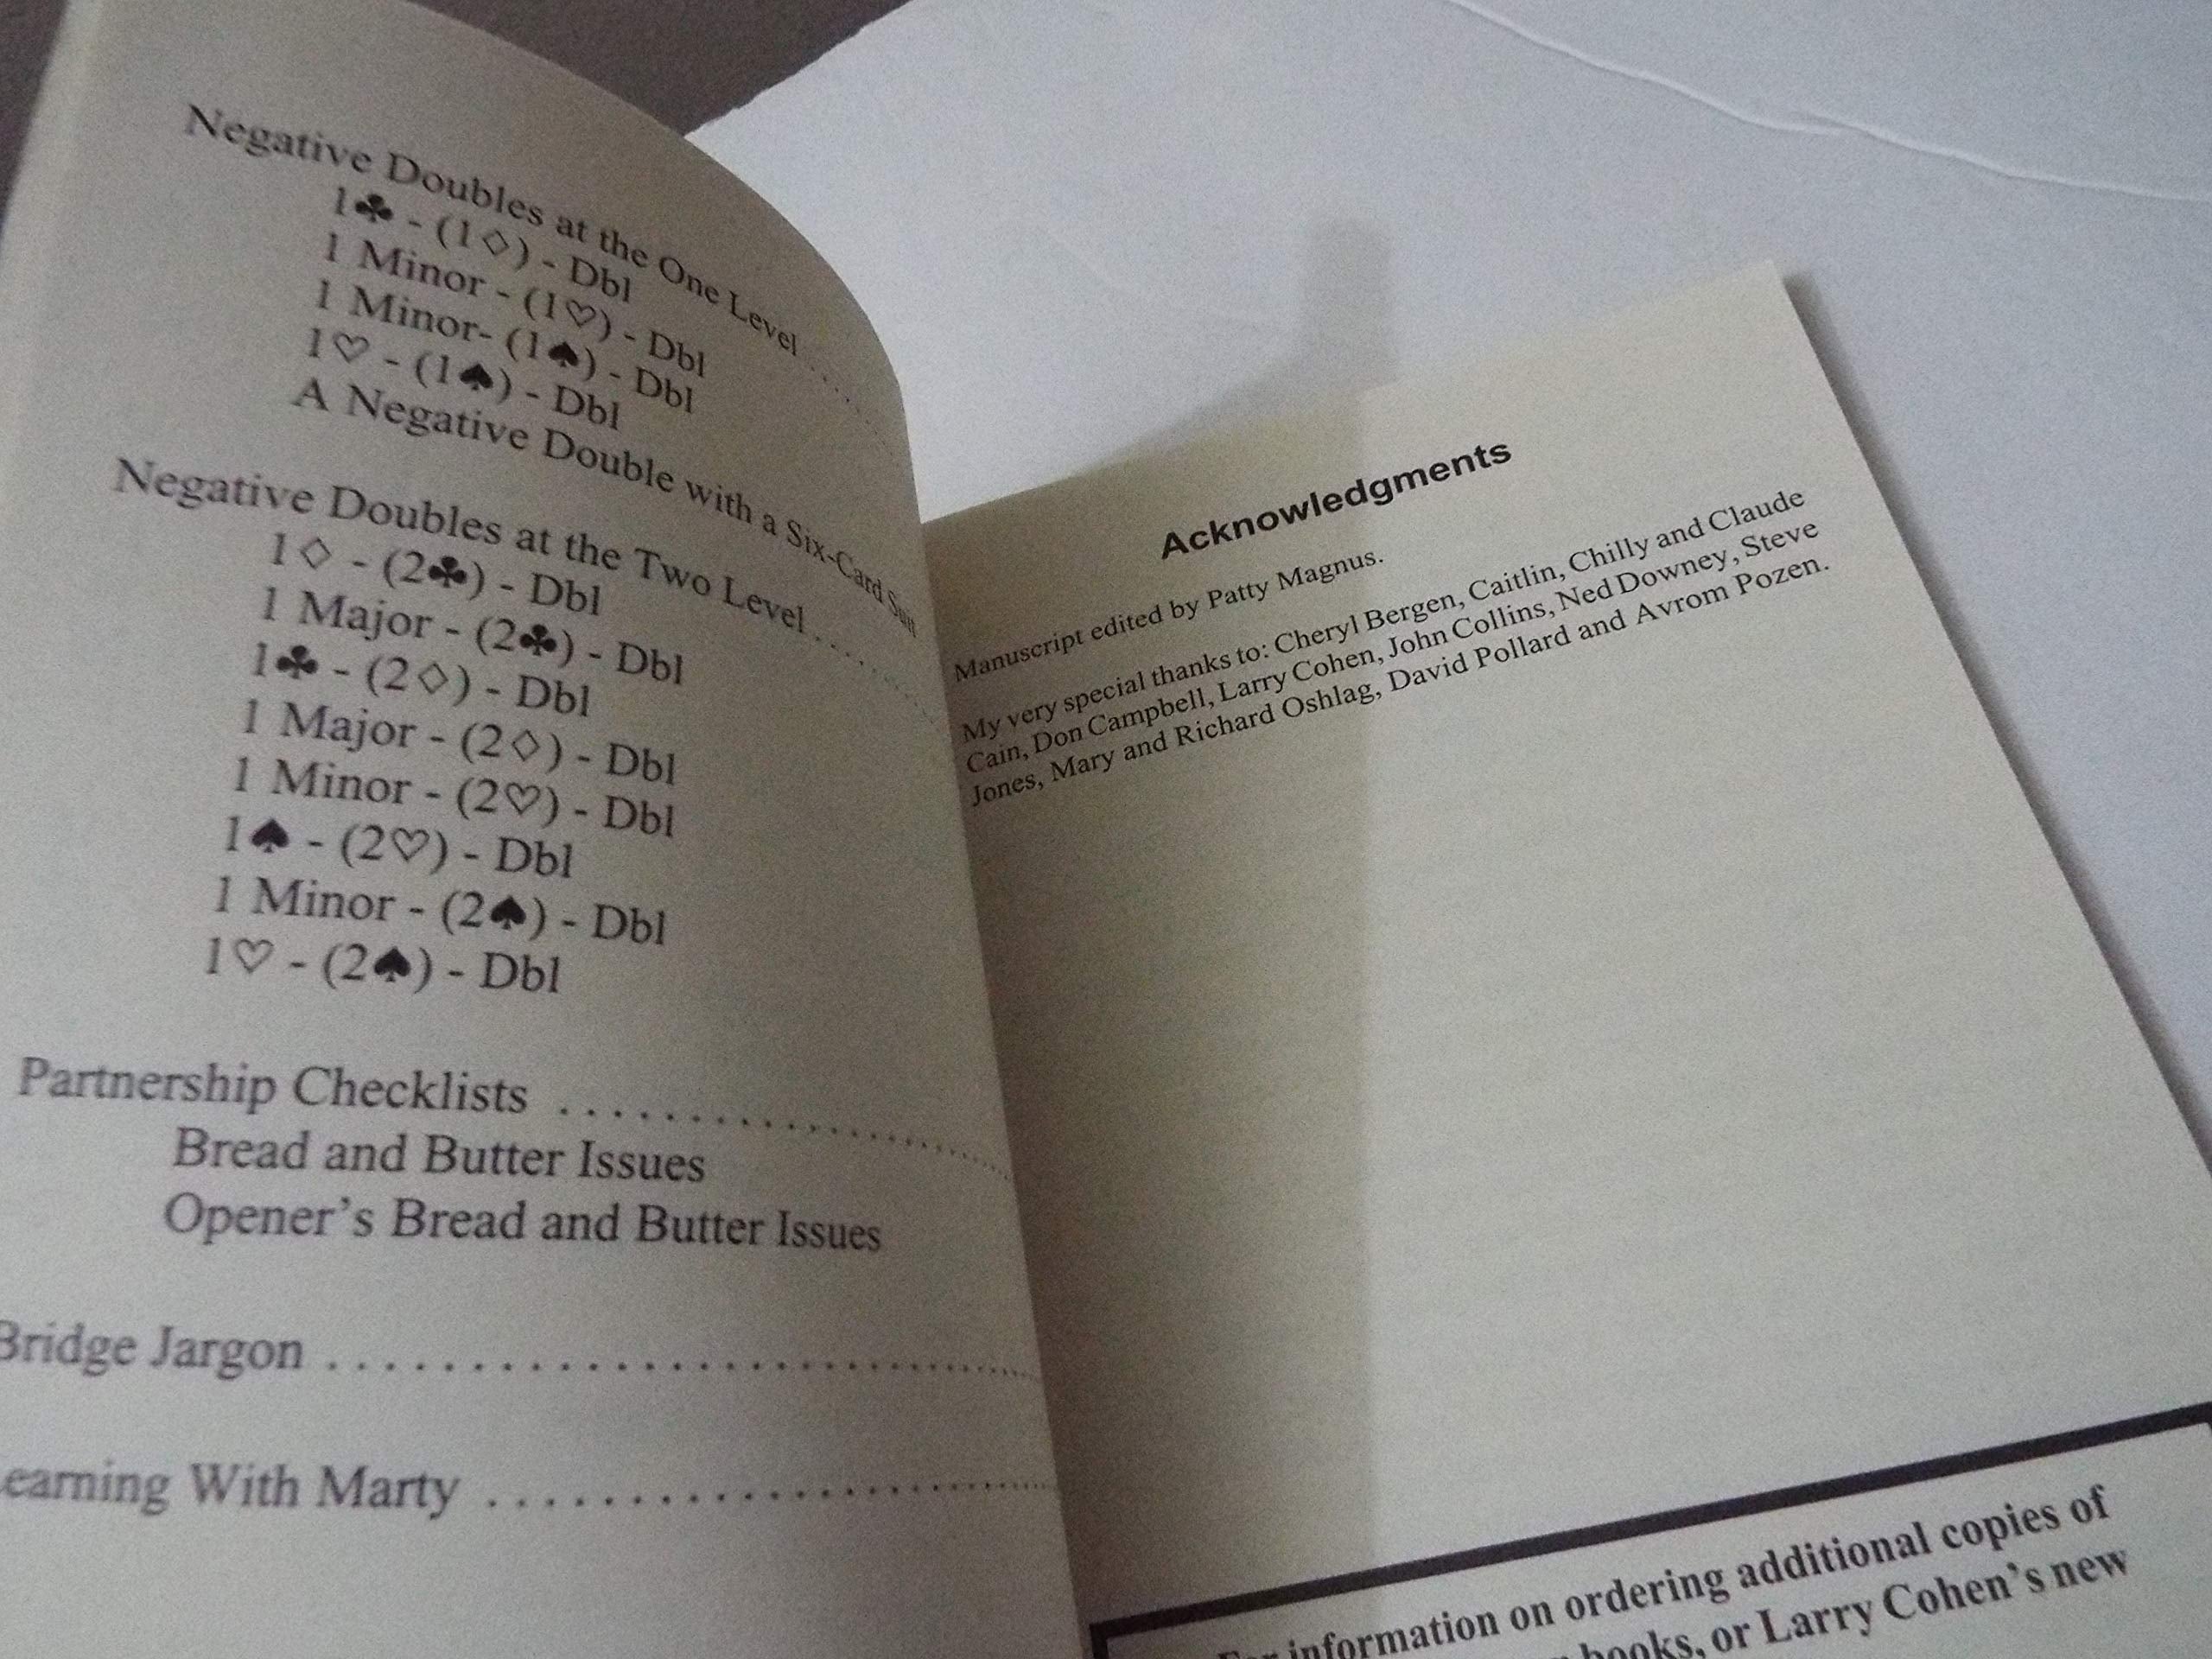 Negative Doubles at the One Level ........
1♣ - (1♢) - Dbl
1 Minor - (1♡) - Dbl
1 Minor- (1♠) - Dbl
1♡ - (1♠) - Dbl
A Negative Double with a Six-Card Suit
Negative Doubles at the Two Level ........
1♢ - (2♣) - Dbl
1 Major - (2♣) - Dbl
1♣ - (2♢) - Dbl
1 Major - (2♢) - Dbl
1 Minor - (2♡) - Dbl
1♠ - (2♡) - Dbl
1 Minor - (2♠) - Dbl
1♡ - (2♠) - Dbl
Partnership Checklists ....................
Bread and Butter Issues
Opener's Bread and Butter Issues
Bridge Jargon ..............................
earning With Marty ........................
Acknowledgments
Manuscript edited by Patty Magnus.
My very special thanks to: Cheryl Bergen, Caitlin, Chilly and Claude
Cain, Don Campbell, Larry Cohen, John Collins, Ned Downey, Steve
Jones, Mary and Richard Oshlag, David Pollard and Avrom Pozen.
For information on ordering additional copies of
books, or Larry Cohen's new